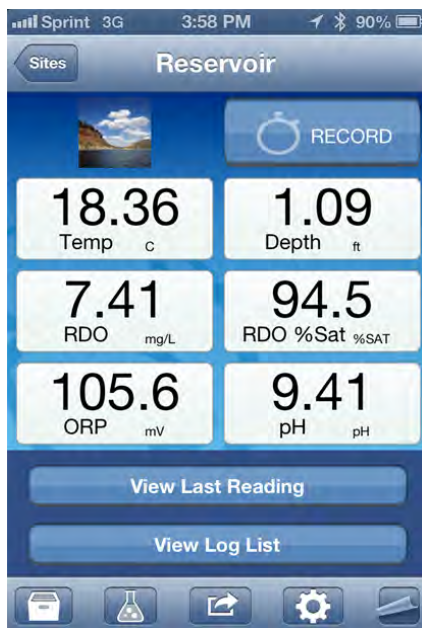 Sprint 3G 3:58 PM 90%
Sites Reservoir
RECORD
18.36 1.09
Temp C Depth ft
7.41 94.5
RDO mg/L RDO %Sat %SAT
105.6 9.41
ORP mV pH pH
View Last Reading
View Log List